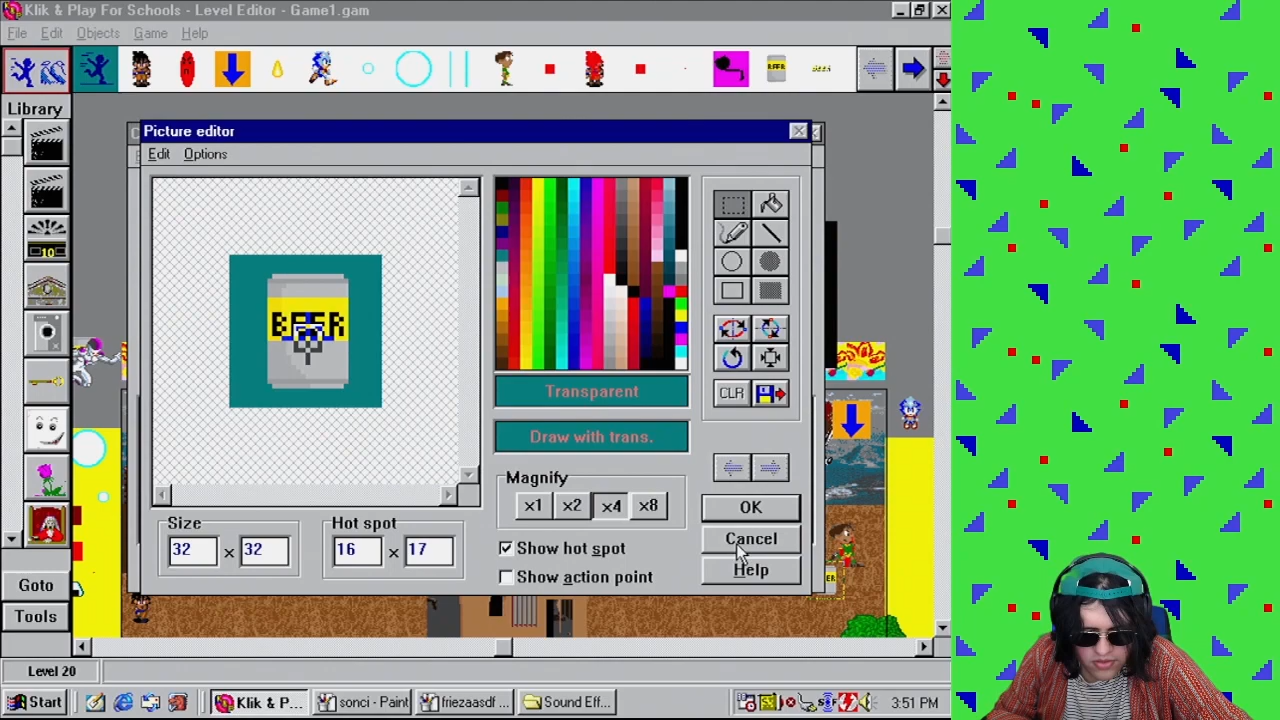 Klik & Play For Schools - Level Editor - Game1.gam
File Edit Objects Game Help
BEER
Library
10
Picture editor
Edit Options
BEER
Transparent
Draw with trans.
CLR
Magnify
x1 x2 x4 x8
OK
Cancel
Help
Size
32 x 32
Hot spot
16 x 17
Show hot spot
Show action point
Goto
Tools
Level 20
Start
Klik & P...
sonci - Paint
friezaasdf ...
Sound Eff...
3:51 PM